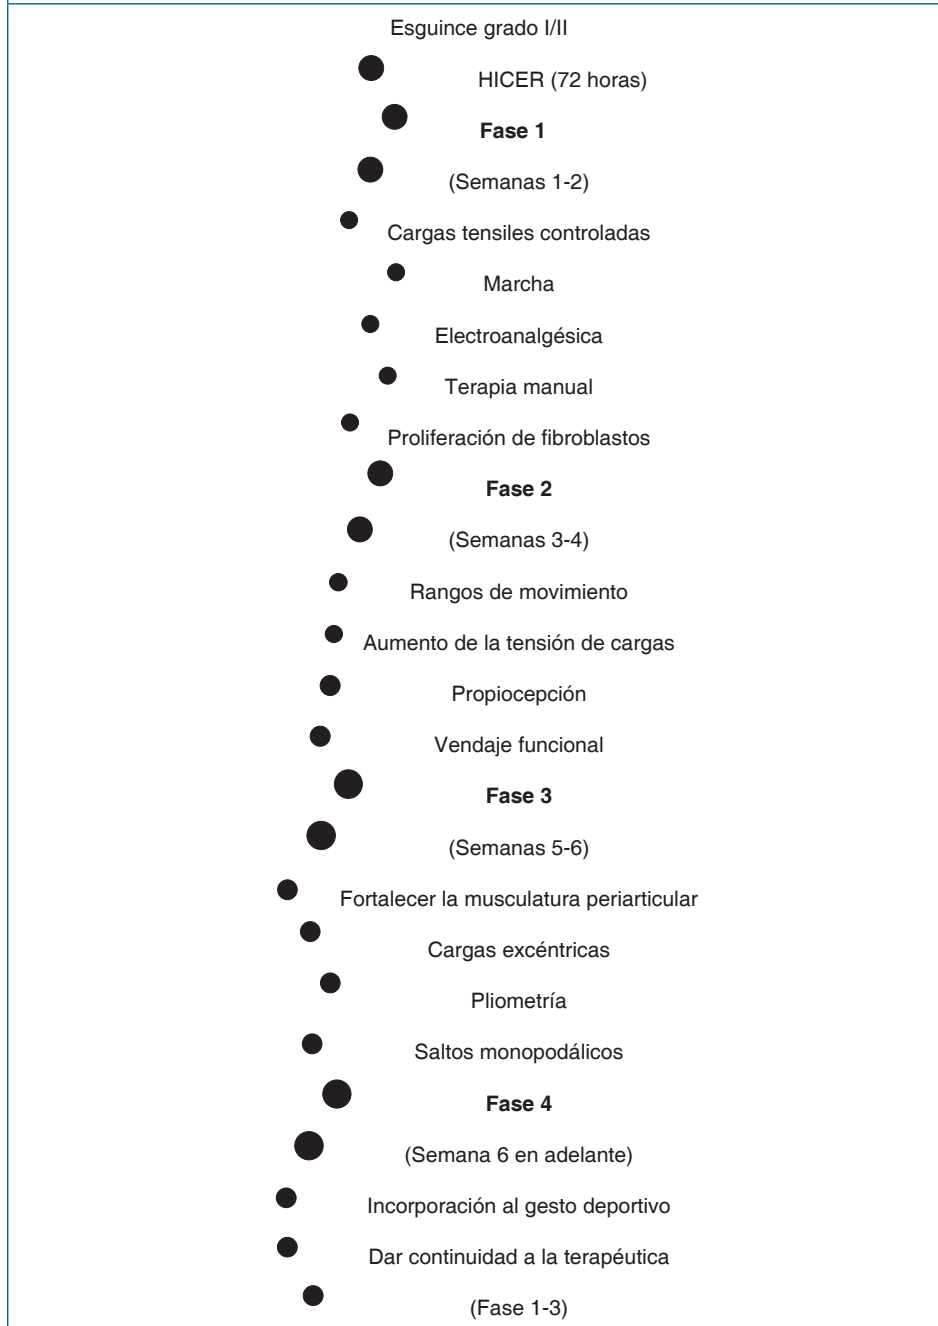 Esguince grado I/II
HICER (72 horas)
Fase 1
(Semanas 1-2)
Cargas tensiles controladas
Marcha
Electroanalgésica
Terapia manual
Proliferación de fibroblastos
Fase 2
(Semanas 3-4)
Rangos de movimiento
Aumento de la tensión de cargas
Propiocepción
Vendaje funcional
Fase 3
(Semanas 5-6)
Fortalecer la musculatura periarticular
Cargas excéntricas
Pliometría
Saltos monopodálicos
Fase 4
(Semana 6 en adelante)
Incorporación al gesto deportivo
Dar continuidad a la terapéutica
(Fase 1-3)